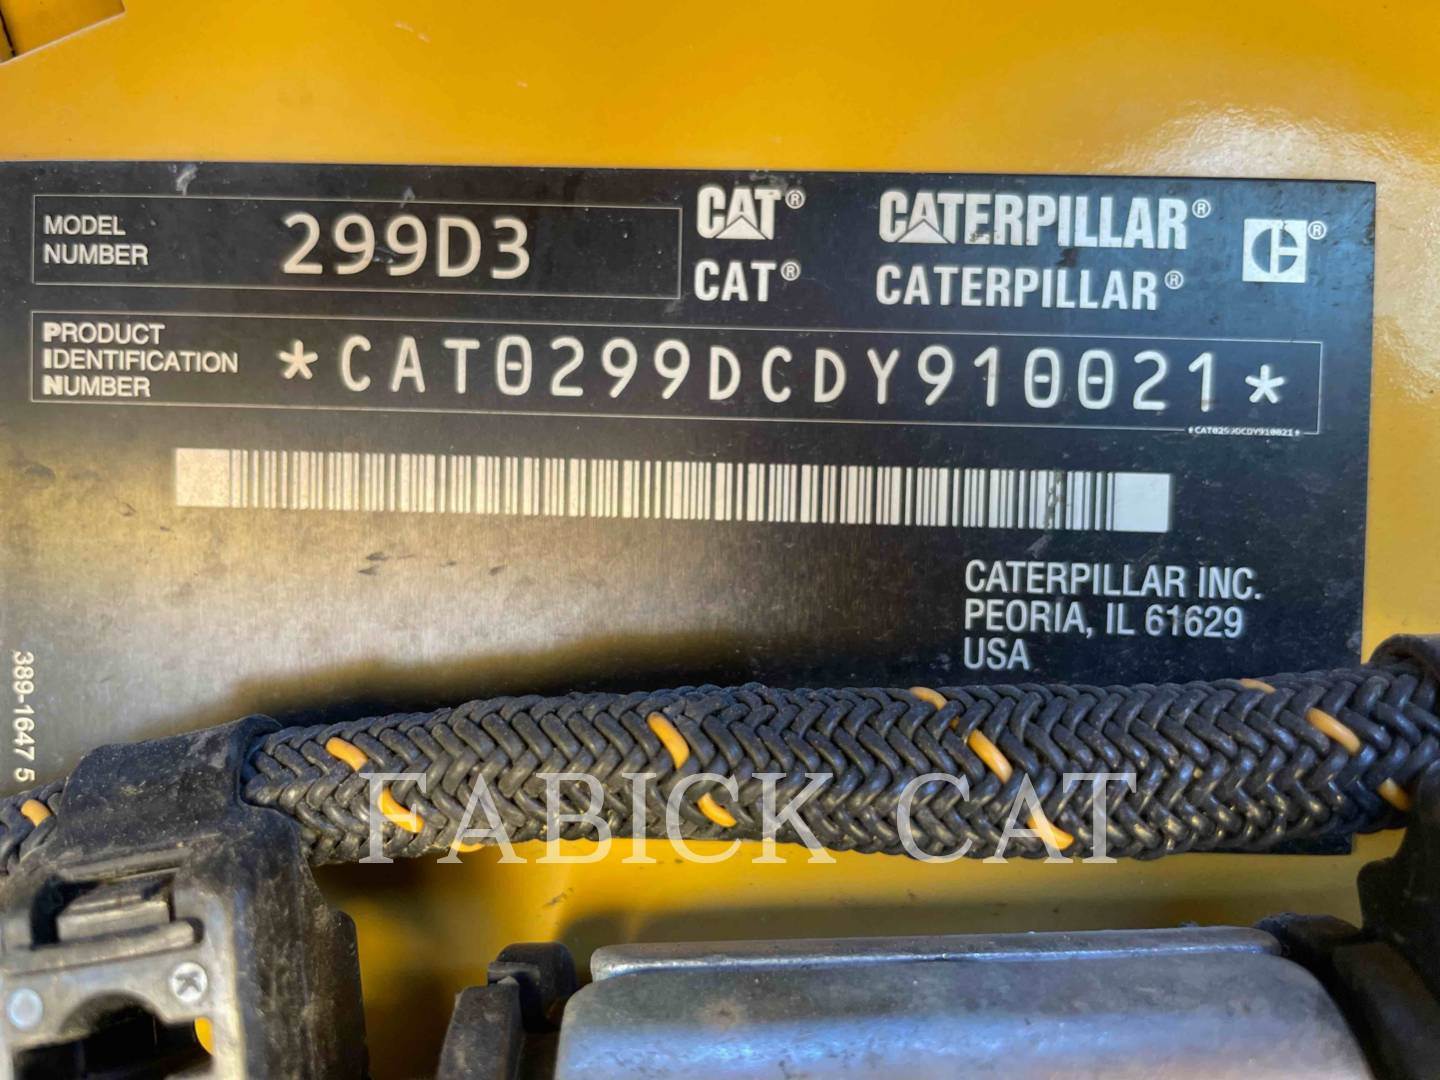 MODEL NUMBER 299D3
CAT® CATERPILLAR® ®
CAT® CATERPILLAR®
PRODUCT
IDENTIFICATION
NUMBER
*CAT0299DCDY910021*
*CAT0299DCDY910021*
CATERPILLAR INC.
PEORIA, IL 61629
USA
389-1647 5
FABICK CAT